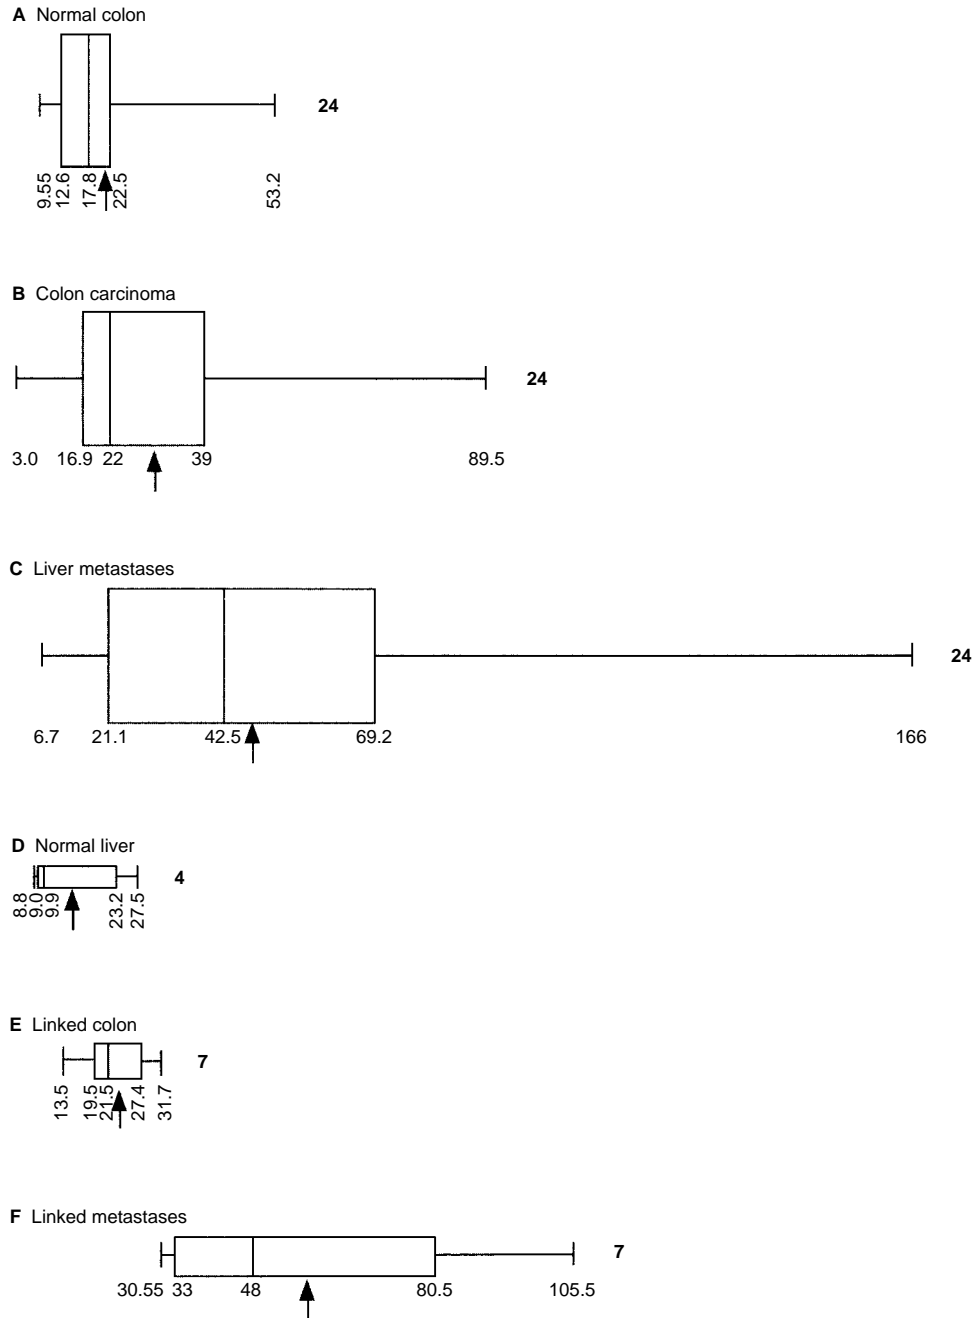 A Normal colon
24
9.55 12.6 17.8 22.5 53.2
B Colon carcinoma
24
3.0 16.9 22 39 89.5
C Liver metastases
24
6.7 21.1 42.5 69.2 166
D Normal liver
4
8.8 9.0 9.9 23.2 27.5
E Linked colon
7
13.5 19.5 21.5 27.4 31.7
F Linked metastases
7
30.55 33 48 80.5 105.5